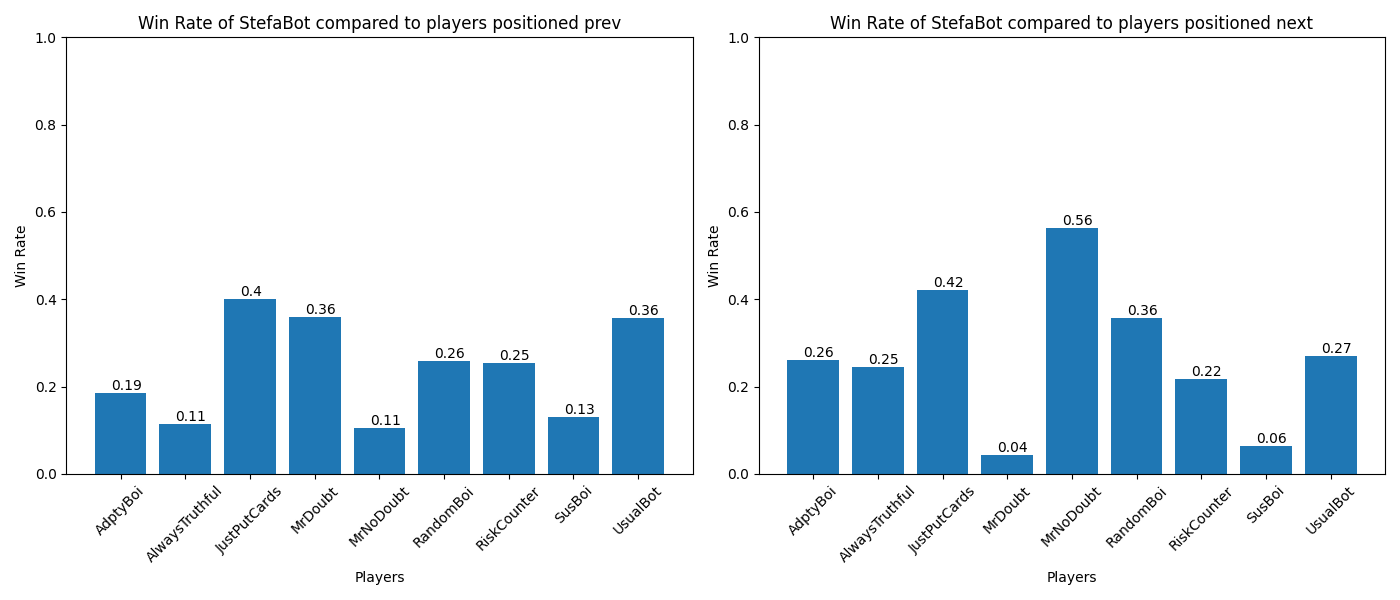 Win Rate of StefaBot compared to players positioned prev
Win Rate
1.0
0.8
0.6
0.4
0.2
0.0
0.19
0.11
0.4
0.36
0.11
0.26
0.25
0.13
0.36
AdptyBoi
AlwaysTruthful
JustPutCards
MrDoubt
MrNoDoubt
RandomBoi
RiskCounter
SusBoi
UsualBot
Players
Win Rate of StefaBot compared to players positioned next
Win Rate
1.0
0.8
0.6
0.4
0.2
0.0
0.26
0.25
0.42
0.04
0.56
0.36
0.22
0.06
0.27
AdptyBoi
AlwaysTruthful
JustPutCards
MrDoubt
MrNoDoubt
RandomBoi
RiskCounter
SusBoi
UsualBot
Players